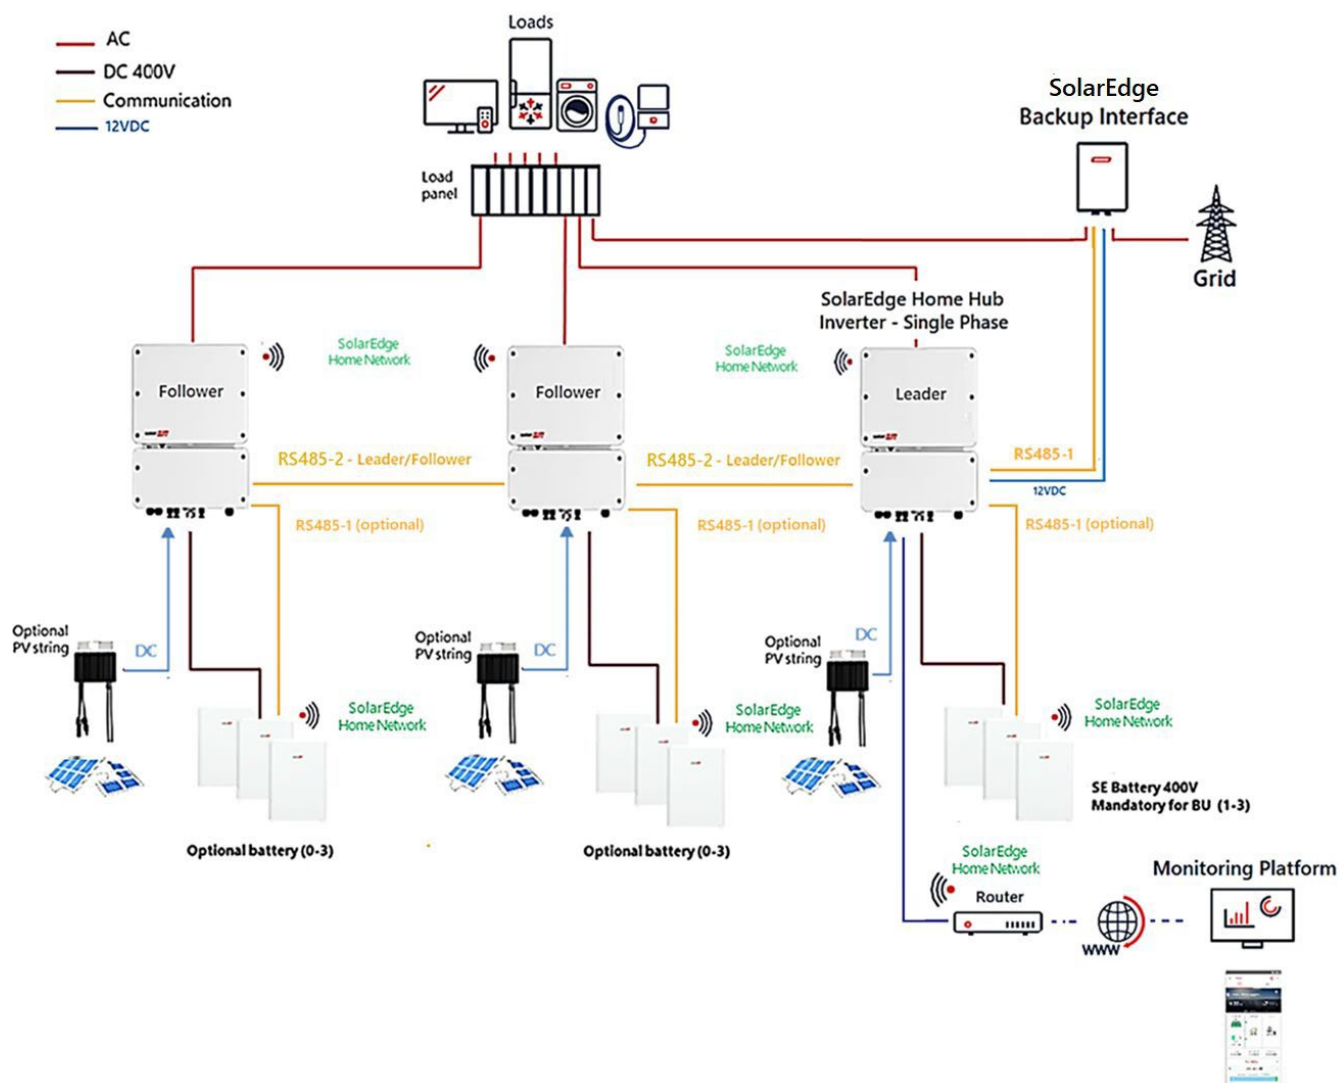 AC
DC 400V
Communication
12VDC
Loads
Load
panel
SolarEdge
Backup Interface
Grid
SolarEdge Home Hub
Inverter - Single Phase
SolarEdge
Home Network
SolarEdge
Home Network
Follower
Follower
Leader
RS485-2 - Leader/Follower
RS485-2 - Leader/Follower
RS485-1
12VDC
RS485-1 (optional)
RS485-1 (optional)
RS485-1 (optional)
Optional
PV string
DC
Optional
PV string
DC
Optional
PV string
DC
SolarEdge
Home Network
SolarEdge
Home Network
SolarEdge
Home Network
SE Battery 400V
Mandatory for BU (1-3)
Optional battery (0-3)
Optional battery (0-3)
SolarEdge
Home Network
Router
WWW
Monitoring Platform